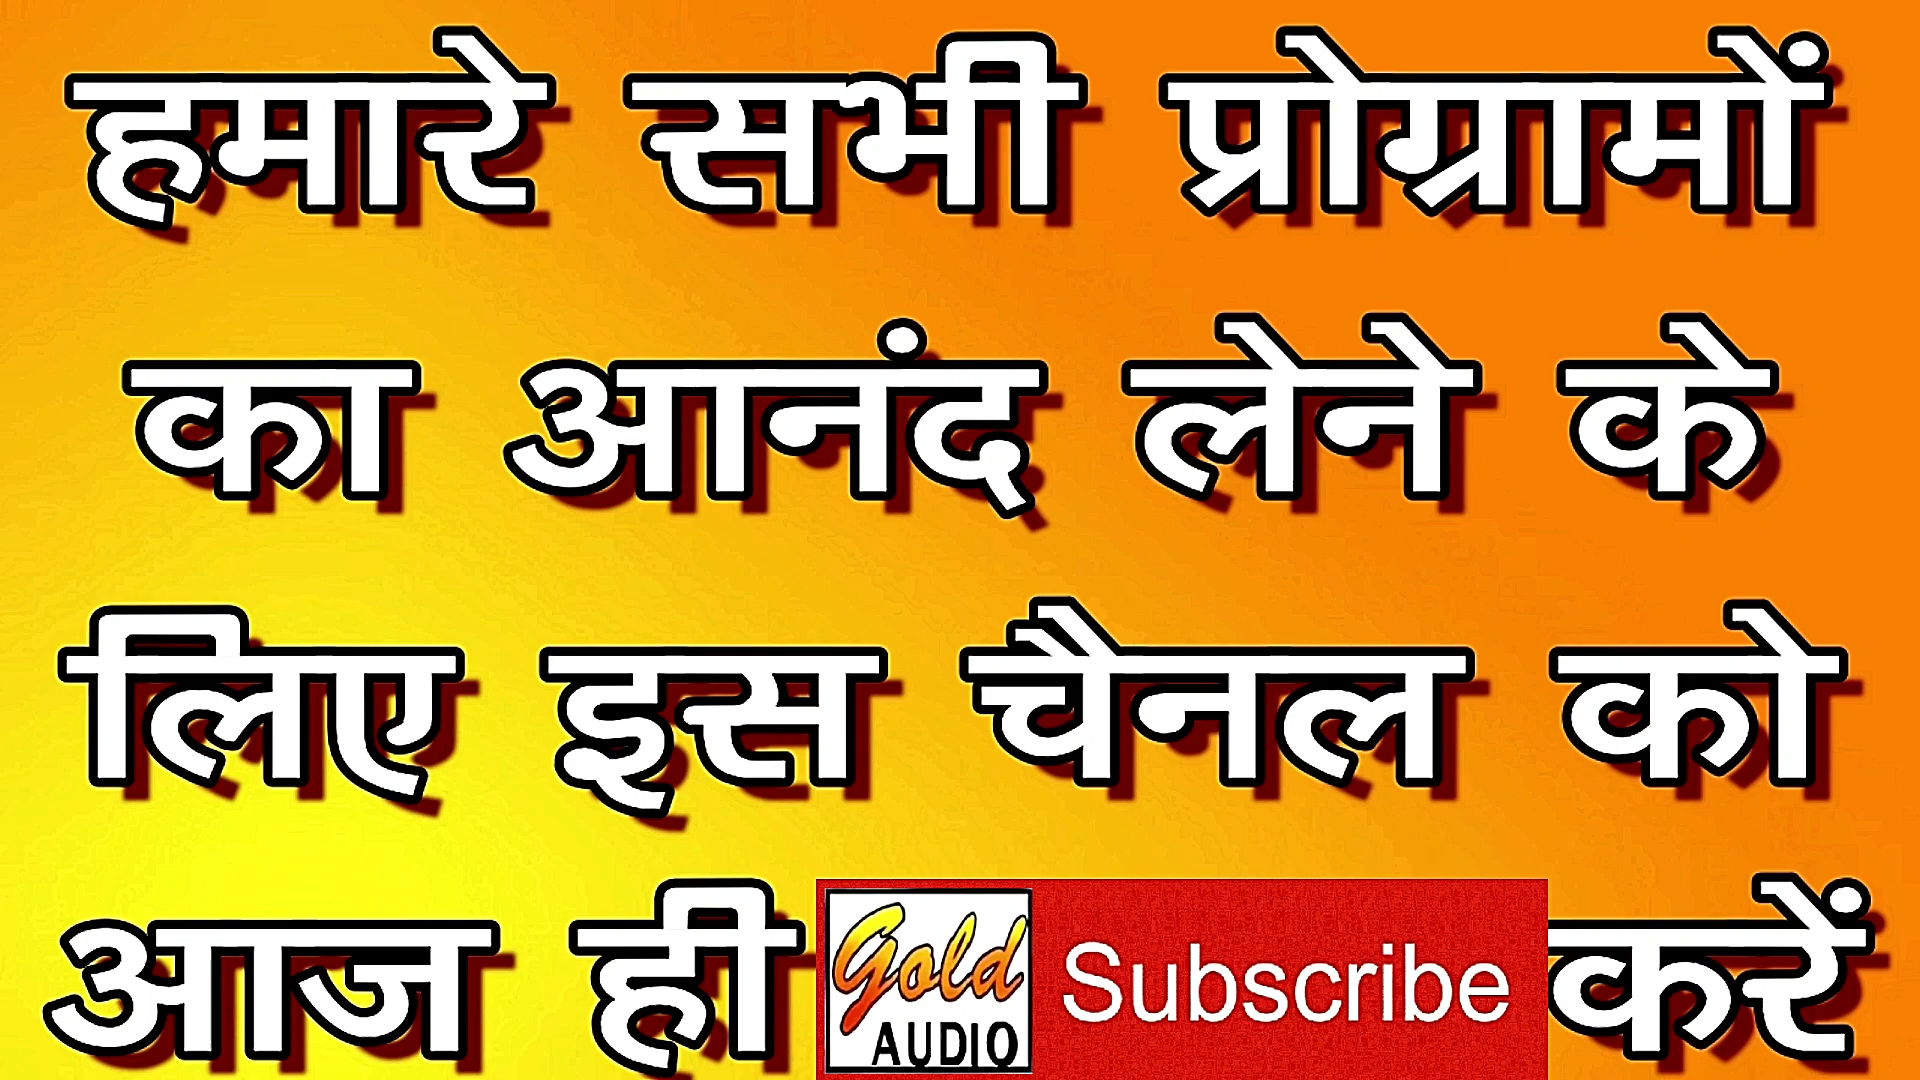 हमारे सभी प्रोग्रामों
का आनंद लेने के
लिए इस चैनल को
आज ही Gold AUDIO Subscribe करें